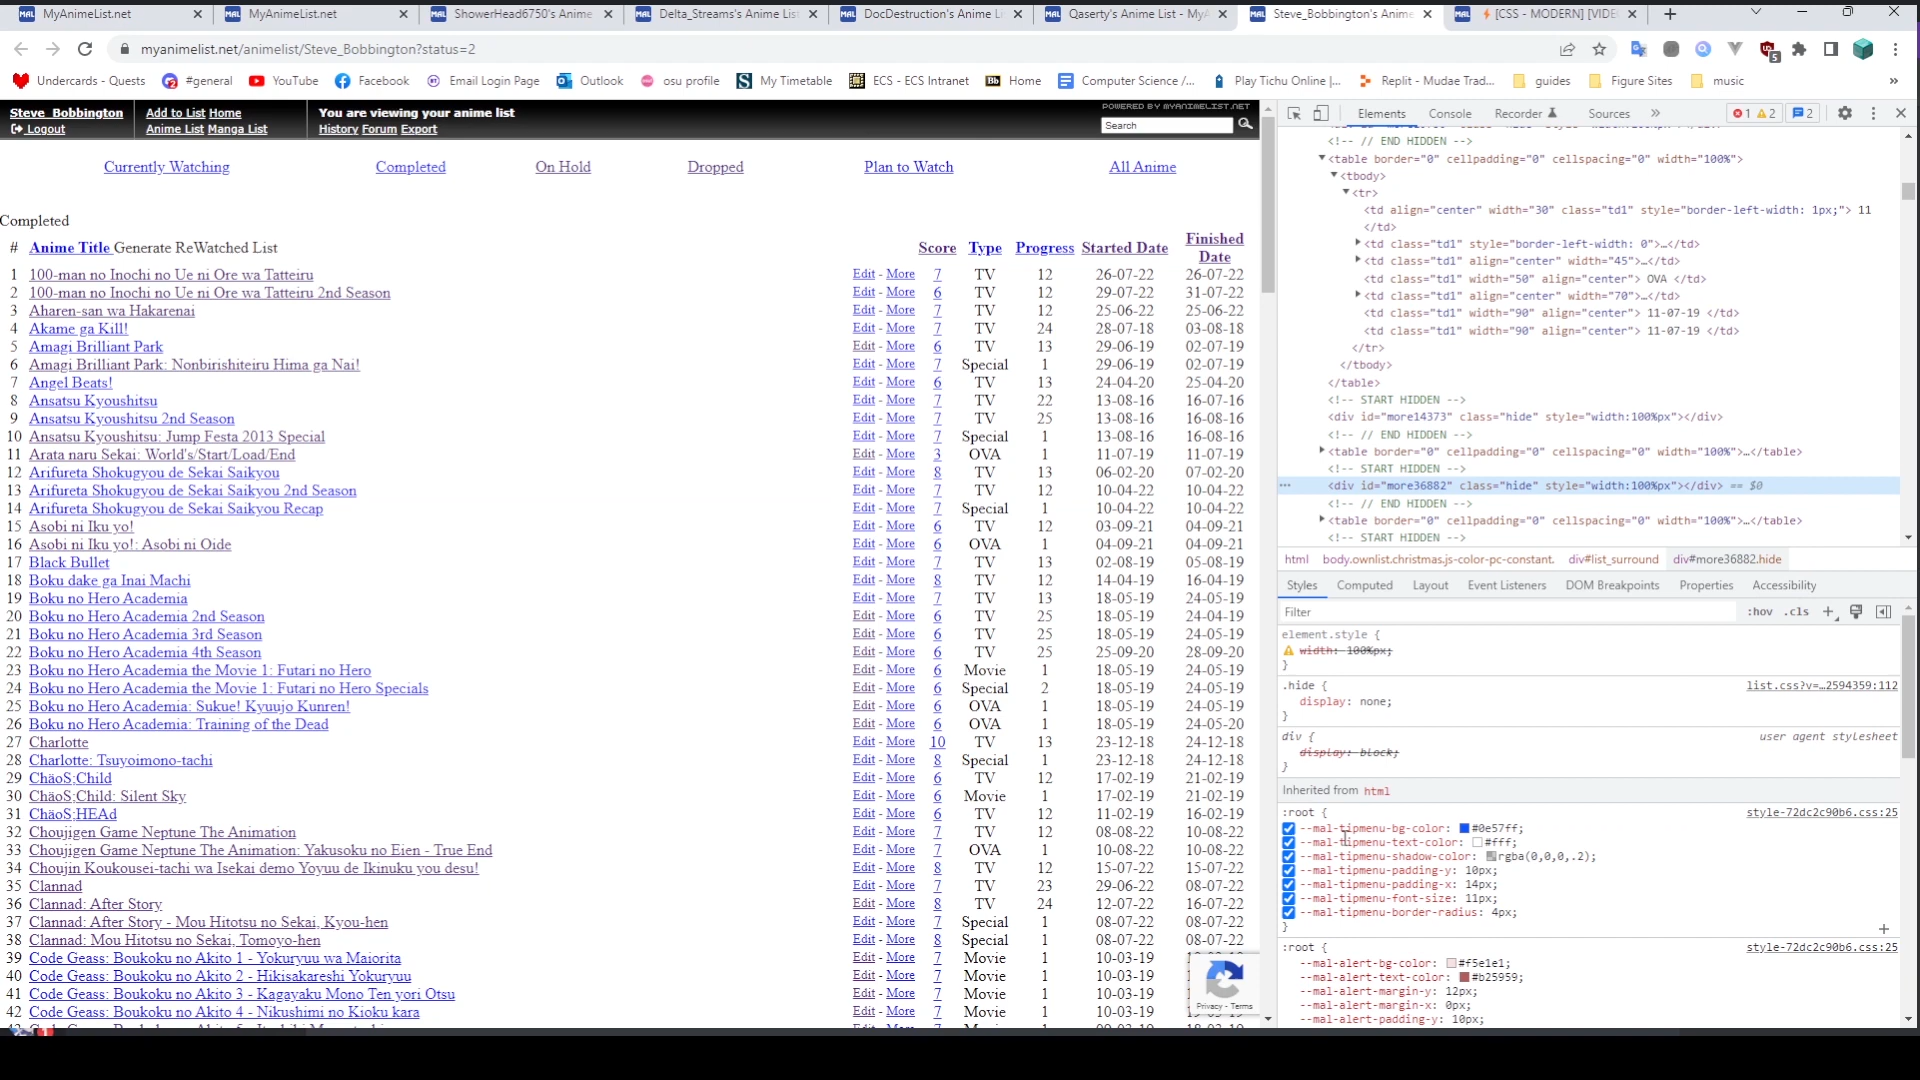 MyAnimeList.net
MyAnimeList.net
ShowerHead6750's Anime
Delta_Streams's Anime List
DocDestruction's Anime Li
Qaserty's Anime List - MyA
Steve_Bobbington's Anime
[CSS - MODERN] [VIDE
myanimelist.net/animelist/Steve_Bobbington?status=2
Undercards - Quests
#general
YouTube
Facebook
Email Login Page
Outlook
osu profile
My Timetable
ECS - ECS Intranet
Home
Computer Science /...
Play Tichu Online |...
Replit - Mudae Trad...
guides
Figure Sites
music
Steve_Bobbington
Logout
Add to List Home
Anime List Manga List
You are viewing your anime list
History Forum Export
POWERED BY MYANIMELIST.NET
Search
Currently Watching Completed On Hold Dropped Plan to Watch All Anime
Completed
# Anime Title Generate ReWatched List Score Type Progress Started Date Finished Date
1 100-man no Inochi no Ue ni Ore wa Tatteiru Edit - More 7 TV 12 26-07-22 26-07-22
2 100-man no Inochi no Ue ni Ore wa Tatteiru 2nd Season Edit - More 6 TV 12 29-07-22 31-07-22
3 Aharen-san wa Hakarenai Edit - More 7 TV 12 25-06-22 25-06-22
4 Akame ga Kill! Edit - More 7 TV 24 28-07-18 03-08-18
5 Amagi Brilliant Park Edit - More 6 TV 13 29-06-19 02-07-19
6 Amagi Brilliant Park: Nonbirishiteiru Hima ga Nai! Edit - More 7 Special 1 29-06-19 02-07-19
7 Angel Beats! Edit - More 6 TV 13 24-04-20 25-04-20
8 Ansatsu Kyoushitsu Edit - More 7 TV 22 13-08-16 16-07-16
9 Ansatsu Kyoushitsu 2nd Season Edit - More 7 TV 25 13-08-16 16-08-16
10 Ansatsu Kyoushitsu: Jump Festa 2013 Special Edit - More 7 Special 1 13-08-16 16-08-16
11 Arata naru Sekai: World's/Start/Load/End Edit - More 3 OVA 1 11-07-19 11-07-19
12 Arifureta Shokugyou de Sekai Saikyou Edit - More 8 TV 13 06-02-20 07-02-20
13 Arifureta Shokugyou de Sekai Saikyou 2nd Season Edit - More 7 TV 12 10-04-22 10-04-22
14 Arifureta Shokugyou de Sekai Saikyou Recap Edit - More 7 Special 1 10-04-22 10-04-22
15 Asobi ni Iku yo! Edit - More 6 TV 12 03-09-21 04-09-21
16 Asobi ni Iku yo!: Asobi ni Oide Edit - More 6 OVA 1 04-09-21 04-09-21
17 Black Bullet Edit - More 7 TV 13 02-08-19 05-08-19
18 Boku dake ga Inai Machi Edit - More 8 TV 12 14-04-19 16-04-19
19 Boku no Hero Academia Edit - More 7 TV 13 18-05-19 24-05-19
20 Boku no Hero Academia 2nd Season Edit - More 6 TV 25 18-05-19 24-04-19
21 Boku no Hero Academia 3rd Season Edit - More 6 TV 25 18-05-19 24-05-19
22 Boku no Hero Academia 4th Season Edit - More 6 TV 25 25-09-20 28-09-20
23 Boku no Hero Academia the Movie 1: Futari no Hero Edit - More 6 Movie 1 18-05-19 24-05-19
24 Boku no Hero Academia the Movie 1: Futari no Hero Specials Edit - More 6 Special 2 18-05-19 24-05-19
25 Boku no Hero Academia: Sukue! Kyuujo Kunren! Edit - More 6 OVA 1 18-05-19 24-05-19
26 Boku no Hero Academia: Training of the Dead Edit - More 6 OVA 1 18-05-19 24-05-20
27 Charlotte Edit - More 10 TV 13 23-12-18 24-12-18
28 Charlotte: Tsuyoimono-tachi Edit - More 8 Special 1 23-12-18 24-12-18
29 ChäoS;Child Edit - More 6 TV 12 17-02-19 21-02-19
30 ChäoS;Child: Silent Sky Edit - More 6 Movie 1 17-02-19 21-02-19
31 ChäoS;HEAd Edit - More 6 TV 12 11-02-19 16-02-19
32 Choujigen Game Neptune The Animation Edit - More 7 TV 12 08-08-22 10-08-22
33 Choujigen Game Neptune The Animation: Yakusoku no Eien - True End Edit - More 7 OVA 1 10-08-22 10-08-22
34 Choujin Koukousei-tachi wa Isekai demo Yoyuu de Ikinuku you desu! Edit - More 8 TV 12 15-07-22 15-07-22
35 Clannad Edit - More 7 TV 23 29-06-22 08-07-22
36 Clannad: After Story Edit - More 8 TV 24 12-07-22 16-07-22
37 Clannad: After Story - Mou Hitotsu no Sekai, Kyou-hen Edit - More 7 Special 1 08-07-22 08-07-22
38 Clannad: Mou Hitotsu no Sekai, Tomoyo-hen Edit - More 8 Special 1 08-07-22 08-07-22
39 Code Geass: Boukoku no Akito 1 - Yokuryuu wa Maiorita Edit - More 7 Movie 1 10-03-19
40 Code Geass: Boukoku no Akito 2 - Hikisakareshi Yokuryuu Edit - More 7 Movie 1 10-03-19
41 Code Geass: Boukoku no Akito 3 - Kagayaku Mono Ten yori Otsu Edit - More 7 Movie 1 10-03-19
42 Code Geass: Boukoku no Akito 4 - Nikushimi no Kioku kara Edit - More 7 Movie 1 10-03-19
Privacy - Terms
Elements Console Recorder Sources » 1 2 2
<!-- // END HIDDEN -->
<table border="0" cellpadding="0" cellspacing="0" width="100%">
<tbody>
<tr>
<td align="center" width="30" class="td1" style="border-left-width: 1px;"> 11
</td>
<td class="td1" style="border-left-width: 0">…</td>
<td class="td1" align="center" width="45">…</td>
<td class="td1" width="50" align="center"> OVA </td>
<td class="td1" align="center" width="70">…</td>
<td class="td1" width="90" align="center"> 11-07-19 </td>
<td class="td1" width="90" align="center"> 11-07-19 </td>
</tr>
</tbody>
</table>
<!-- START HIDDEN -->
<div id="more14373" class="hide" style="width:100%px"></div>
<!-- // END HIDDEN -->
<table border="0" cellpadding="0" cellspacing="0" width="100%">…</table>
<!-- START HIDDEN -->
<div id="more36882" class="hide" style="width:100%px"></div> == $0
<!-- // END HIDDEN -->
<table border="0" cellpadding="0" cellspacing="0" width="100%">…</table>
<!-- START HIDDEN -->
html body.ownlist.christmas.js-color-pc-constant. div#list_surround div#more36882.hide
Styles Computed Layout Event Listeners DOM Breakpoints Properties Accessibility
Filter :hov .cls +
element.style {
width: 100%px;
}
.hide { list.css?v=…2594359:112
display: none;
}
div { user agent stylesheet
display: block;
}
Inherited from html
:root { style-72dc2c90b6.css:25
--mal-tipmenu-bg-color: #0e57ff;
--mal-tipmenu-text-color: #fff;
--mal-tipmenu-shadow-color: rgba(0,0,0,.2);
--mal-tipmenu-padding-y: 10px;
--mal-tipmenu-padding-x: 14px;
--mal-tipmenu-font-size: 11px;
--mal-tipmenu-border-radius: 4px;
}
:root { style-72dc2c90b6.css:25
--mal-alert-bg-color: #f5e1e1;
--mal-alert-text-color: #b25959;
--mal-alert-margin-y: 12px;
--mal-alert-margin-x: 0px;
--mal-alert-padding-y: 10px;